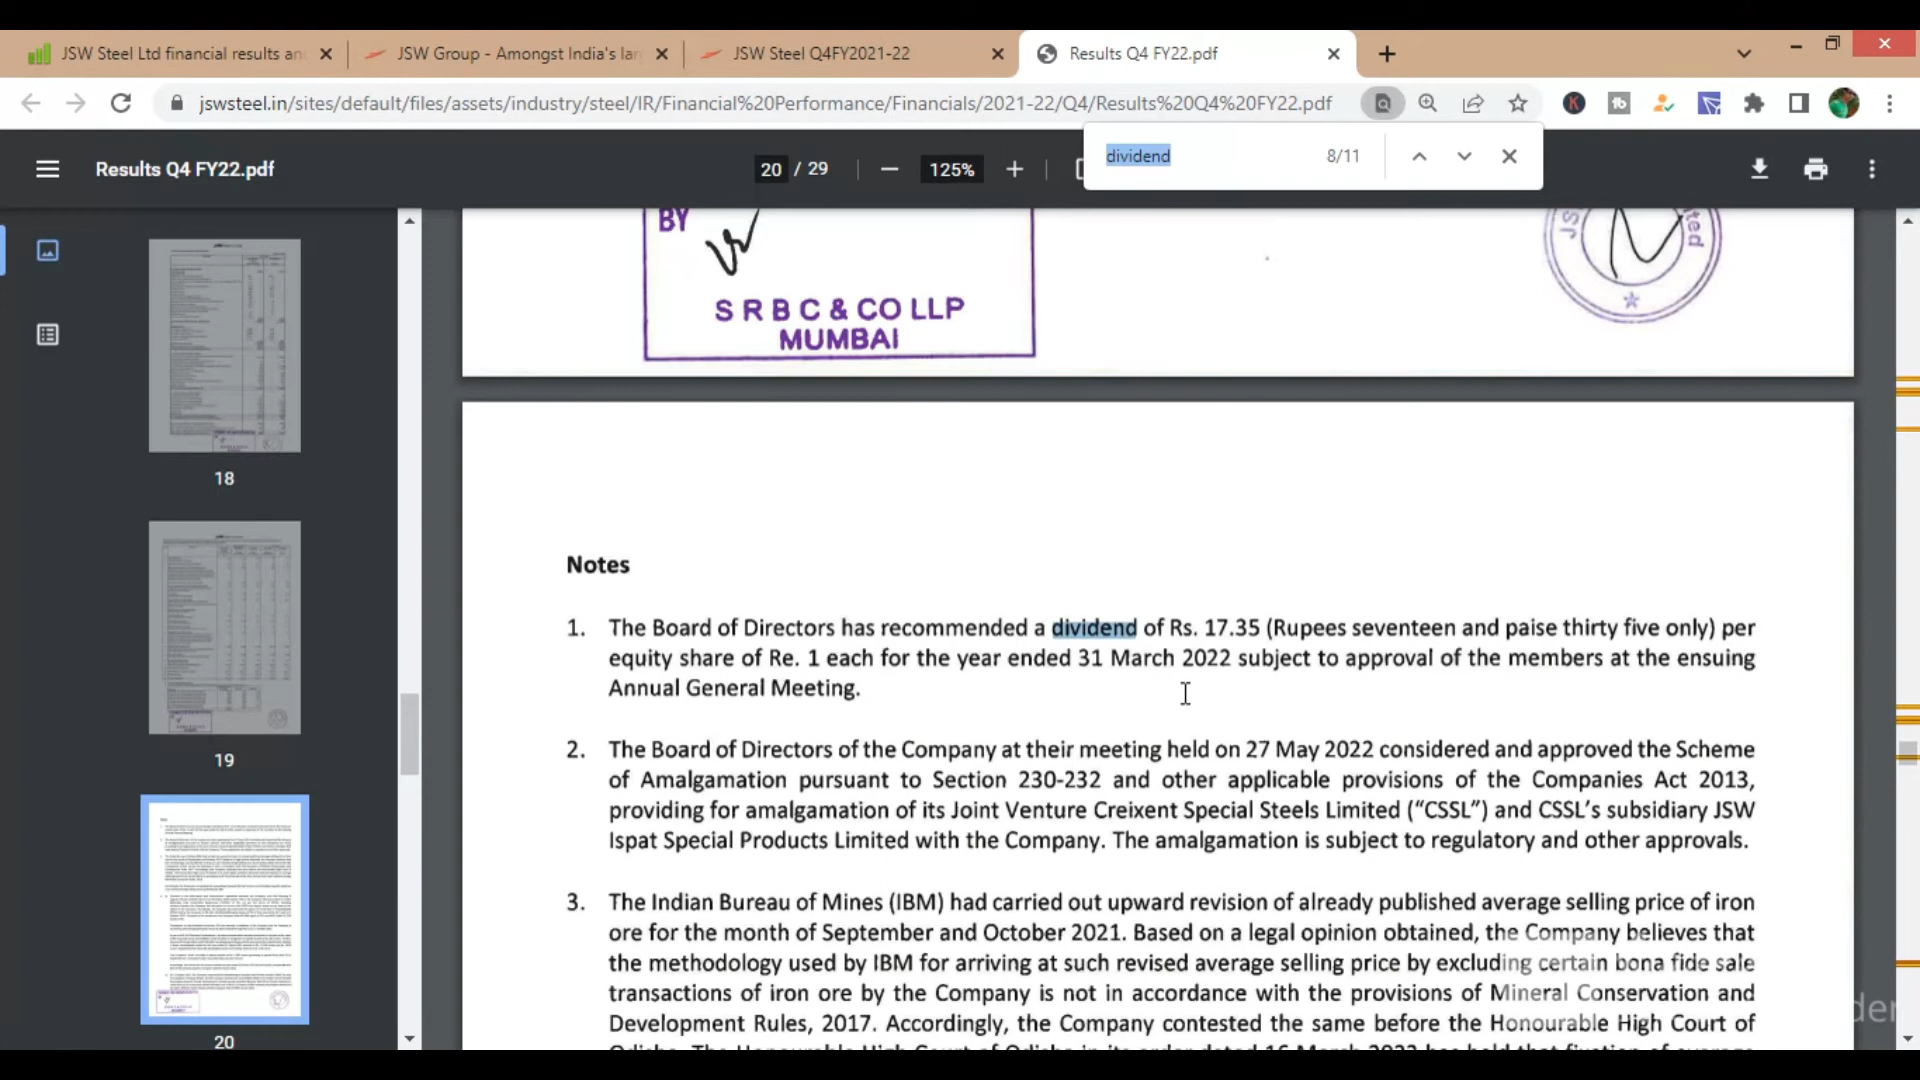 JSW Steel Ltd financial results an
JSW Group - Amongst India's lar
JSW Steel Q4FY2021-22
Results Q4 FY22.pdf
jswsteel.in/sites/default/files/assets/industry/steel/IR/Financial%20Performance/Financials/2021-22/Q4/Results%20Q4%20FY22.pdf
dividend 8/11
Results Q4 FY22.pdf 20 / 29 125%
18
19
20
BY
S R B C & CO LLP
MUMBAI
Notes
1. The Board of Directors has recommended a dividend of Rs. 17.35 (Rupees seventeen and paise thirty five only) per
equity share of Re. 1 each for the year ended 31 March 2022 subject to approval of the members at the ensuing
Annual General Meeting.
2. The Board of Directors of the Company at their meeting held on 27 May 2022 considered and approved the Scheme
of Amalgamation pursuant to Section 230-232 and other applicable provisions of the Companies Act 2013,
providing for amalgamation of its Joint Venture Creixent Special Steels Limited (“CSSL”) and CSSL’s subsidiary JSW
Ispat Special Products Limited with the Company. The amalgamation is subject to regulatory and other approvals.
3. The Indian Bureau of Mines (IBM) had carried out upward revision of already published average selling price of iron
ore for the month of September and October 2021. Based on a legal opinion obtained, the Company believes that
the methodology used by IBM for arriving at such revised average selling price by excluding certain bona fide sale
transactions of iron ore by the Company is not in accordance with the provisions of Mineral Conservation and
Development Rules, 2017. Accordingly, the Company contested the same before the Honourable High Court of